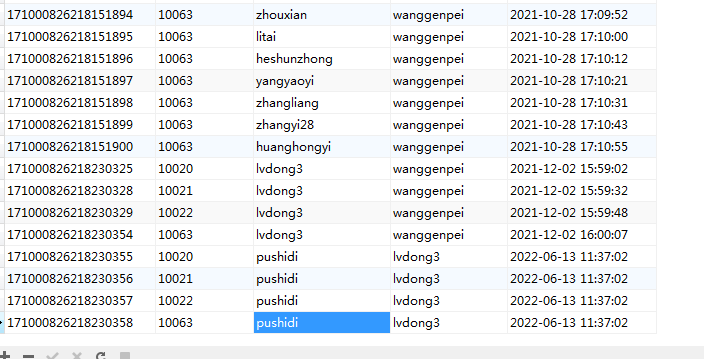 171000826218151894 10063 zhouxian wanggenpei 2021-10-28 17:09:52
171000826218151895 10063 litai wanggenpei 2021-10-28 17:10:00
171000826218151896 10063 heshunzhong wanggenpei 2021-10-28 17:10:12
171000826218151897 10063 yangyaoyi wanggenpei 2021-10-28 17:10:21
171000826218151898 10063 zhangliang wanggenpei 2021-10-28 17:10:31
171000826218151899 10063 zhangyi28 wanggenpei 2021-10-28 17:10:43
171000826218151900 10063 huanghongyi wanggenpei 2021-10-28 17:10:55
171000826218230325 10020 lvdong3 wanggenpei 2021-12-02 15:59:02
171000826218230328 10021 lvdong3 wanggenpei 2021-12-02 15:59:32
171000826218230329 10022 lvdong3 wanggenpei 2021-12-02 15:59:48
171000826218230354 10063 lvdong3 wanggenpei 2021-12-02 16:00:07
171000826218230355 10020 pushidi lvdong3 2022-06-13 11:37:02
171000826218230356 10021 pushidi lvdong3 2022-06-13 11:37:02
171000826218230357 10022 pushidi lvdong3 2022-06-13 11:37:02
171000826218230358 10063 pushidi lvdong3 2022-06-13 11:37:02